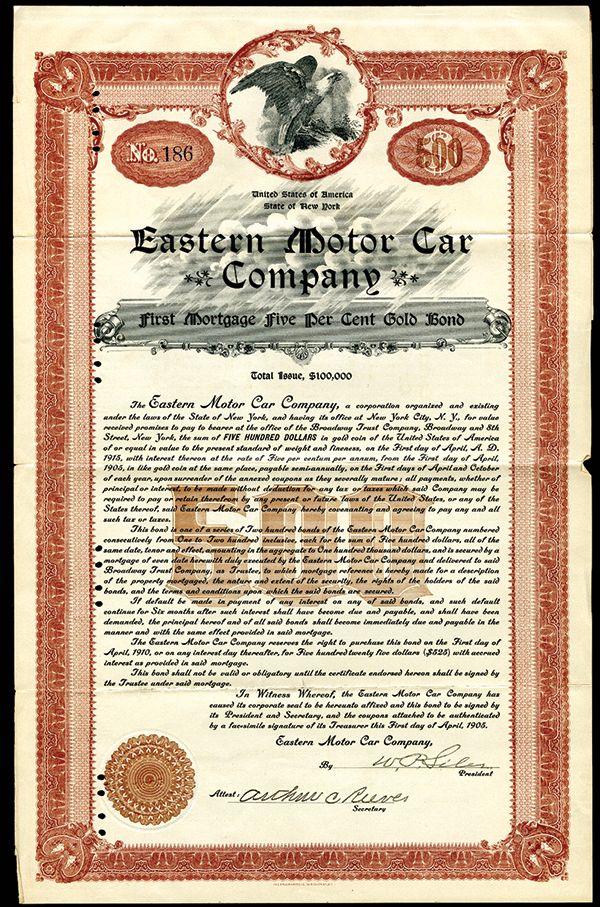 No. 186
500
United States of America
State of New York
Eastern Motor Car
Company
First Mortgage Five Per Cent Gold Bond
Total Issue, $100,000
The Eastern Motor Car Company, a corporation organized and existing
under the laws of the State of New York, and having its office at New York City, N. Y., for value
received promises to pay to bearer at the office of the Broadway Trust Company, Broadway and 8th
Street, New York, the sum of FIVE HUNDRED DOLLARS in gold coin of the United States of America
of or equal in value to the present standard of weight and fineness, on the First day of April, A. D.
1915, with interest thereon at the rate of Five per centum per annum, from the First day of April,
1905, in like gold coin at the same place, payable semi-annually, on the First days of April and October
of each year, upon surrender of the annexed coupons as they severally mature; all payments, whether of
principal or interest, to be made without deduction for any tax or taxes which said Company may be
required to pay or retain therefrom by any present or future laws of the United States, or any of the
States thereof, said Eastern Motor Car Company hereby covenanting and agreeing to pay any and all
such tax or taxes.
This bond is one of a series of Two hundred bonds of the Eastern Motor Car Company numbered
consecutively from One to Two hundred inclusive, each for the sum of Five hundred dollars, all of the
same date, tenor and effect, amounting in the aggregate to One hundred thousand dollars, and is secured by a
mortgage of even date herewith duly executed by the Eastern Motor Car Company and delivered to said
Broadway Trust Company, as Trustee, to which mortgage reference is hereby made for a description
of the property mortgaged, the nature and extent of the security, the rights of the holders of the said
bonds, and the terms and conditions upon which the said bonds are secured.
If default be made in payment of any interest on any of said bonds, and such default
continue for Six months after such interest shall have become due and payable, and shall have been
demanded, the principal hereof and of all said bonds shall become immediately due and payable in the
manner and with the same effect provided in said mortgage.
The Eastern Motor Car Company reserves the right to purchase this bond on the First day of
April, 1910, or on any interest day thereafter, for Five hundred twenty five dollars ($525) with accrued
interest as provided in said mortgage.
This bond shall not be valid or obligatory until the certificate endorsed hereon shall be signed by
the Trustee under said mortgage.
In Witness Whereof, the Eastern Motor Car Company has
caused its corporate seal to be hereunto affixed and this bond to be signed by
its President and Secretary, and the coupons attached to be authenticated
by a facsimile signature of its Treasurer this First day of April, 1905.
Eastern Motor Car Company,
By
President
Attest: Arthur C Reeves
Secretary